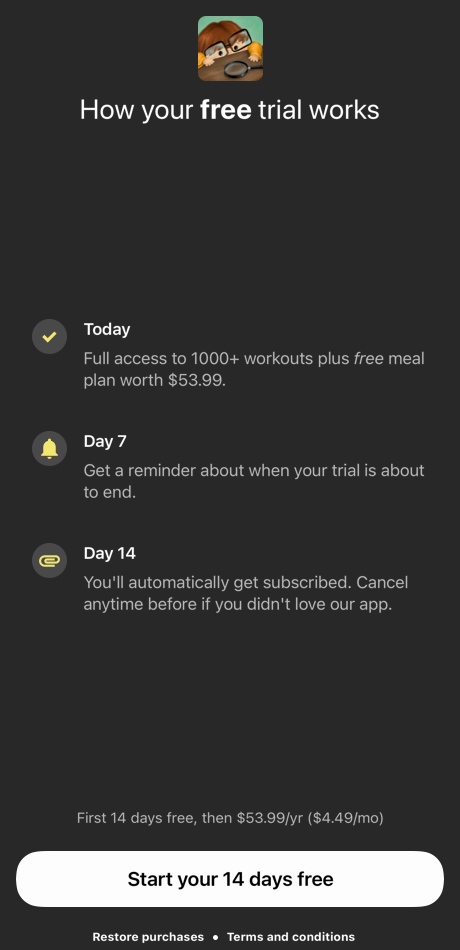 How your free trial works
Today
Full access to 1000+ workouts plus free meal
plan worth $53.99.
Day 7
Get a reminder about when your trial is about
to end.
Day 14
You'll automatically get subscribed. Cancel
anytime before if you didn't love our app.
First 14 days free, then $53.99/yr ($4.49/mo)
Start your 14 days free
Restore purchases • Terms and conditions